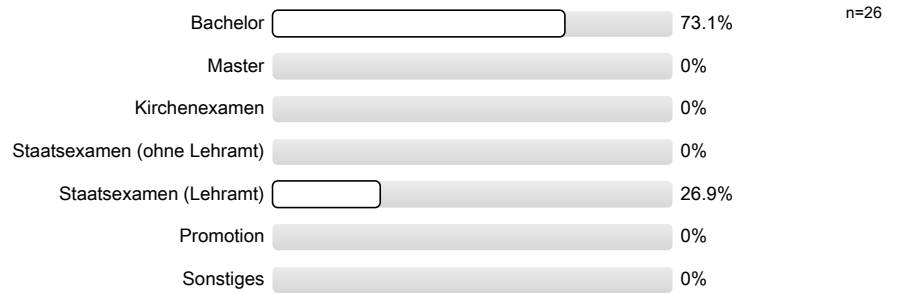 Bachelor 73.1% n=26
Master 0%
Kirchenexamen 0%
Staatsexamen (ohne Lehramt) 0%
Staatsexamen (Lehramt) 26.9%
Promotion 0%
Sonstiges 0%